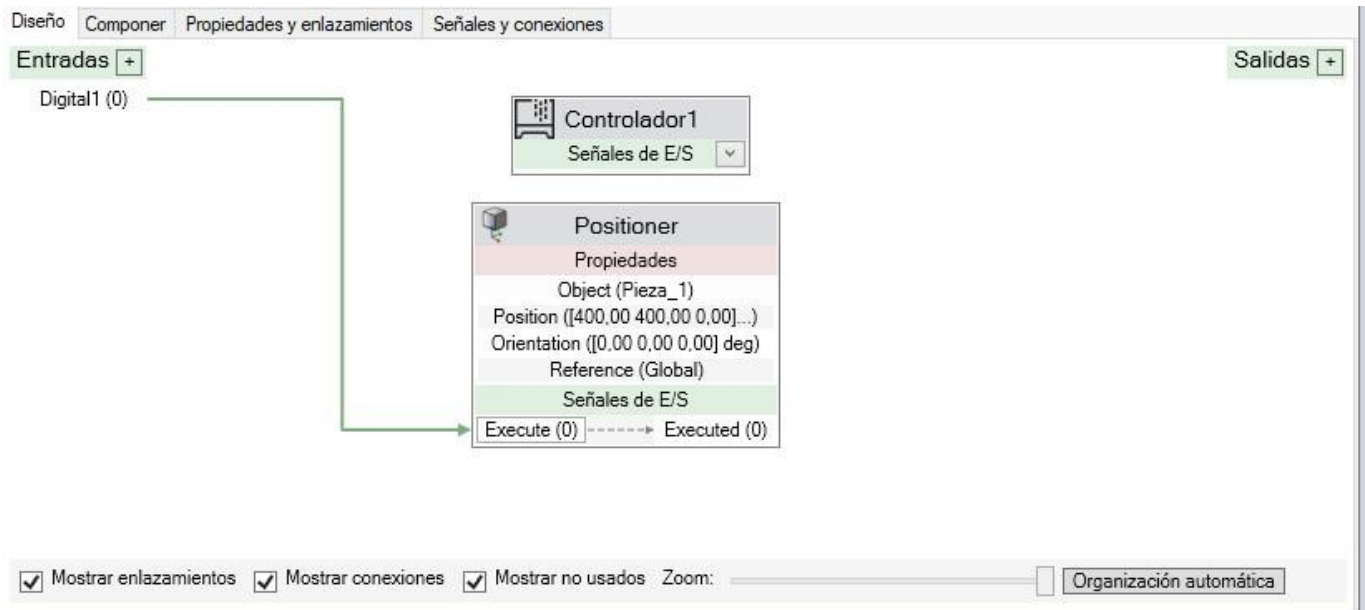 Diseño Componer Propiedades y enlazamientos Señales y conexiones
Entradas + Salidas +
Digital1 (0)
Controlador1
Señales de E/S
Positioner
Propiedades
Object (Pieza_1)
Position ([400,00 400,00 0,00]...)
Orientation ([0,00 0,00 0,00] deg)
Reference (Global)
Señales de E/S
Execute (0) Executed (0)
Mostrar enlazamientos Mostrar conexiones Mostrar no usados Zoom: Organización automática